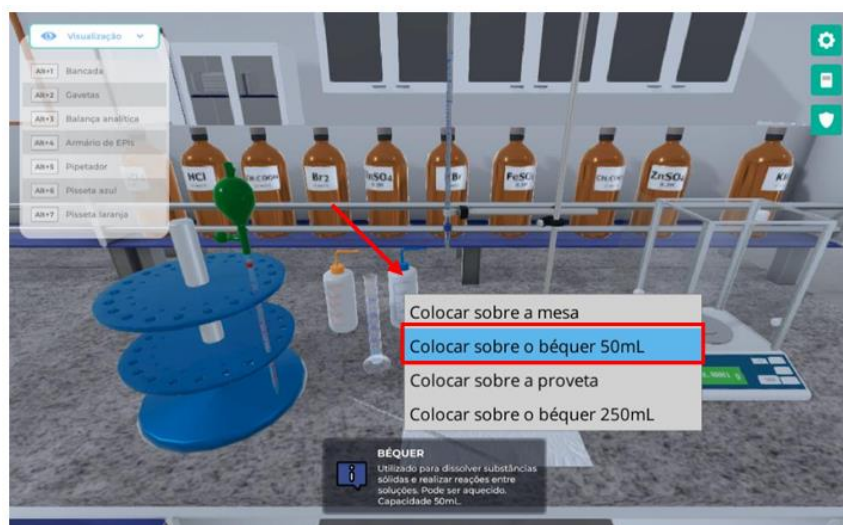 Visualização
Alt+1 Bancada
Alt+2 Gavetas
Alt+3 Balança analítica
Alt+4 Armário de EPIs
Alt+5 Pipetador
Alt+6 Pisseta azul
Alt+7 Pisseta laranja
HCl
Br2
FeSO
ZnSO4
Colocar sobre a mesa
Colocar sobre o béquer 50mL
Colocar sobre a proveta
Colocar sobre o béquer 250mL
BÉQUER
Utilizado para dissolver substâncias
sólidas e realizar reações entre
soluções. Pode ser aquecido.
Capacidade 50mL.